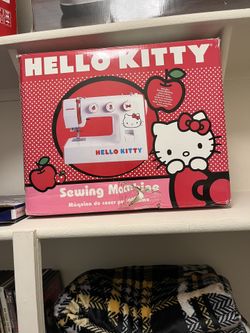 HELLO KITTY
HELLO KITTY
Sewing Machine
Máquina de coser